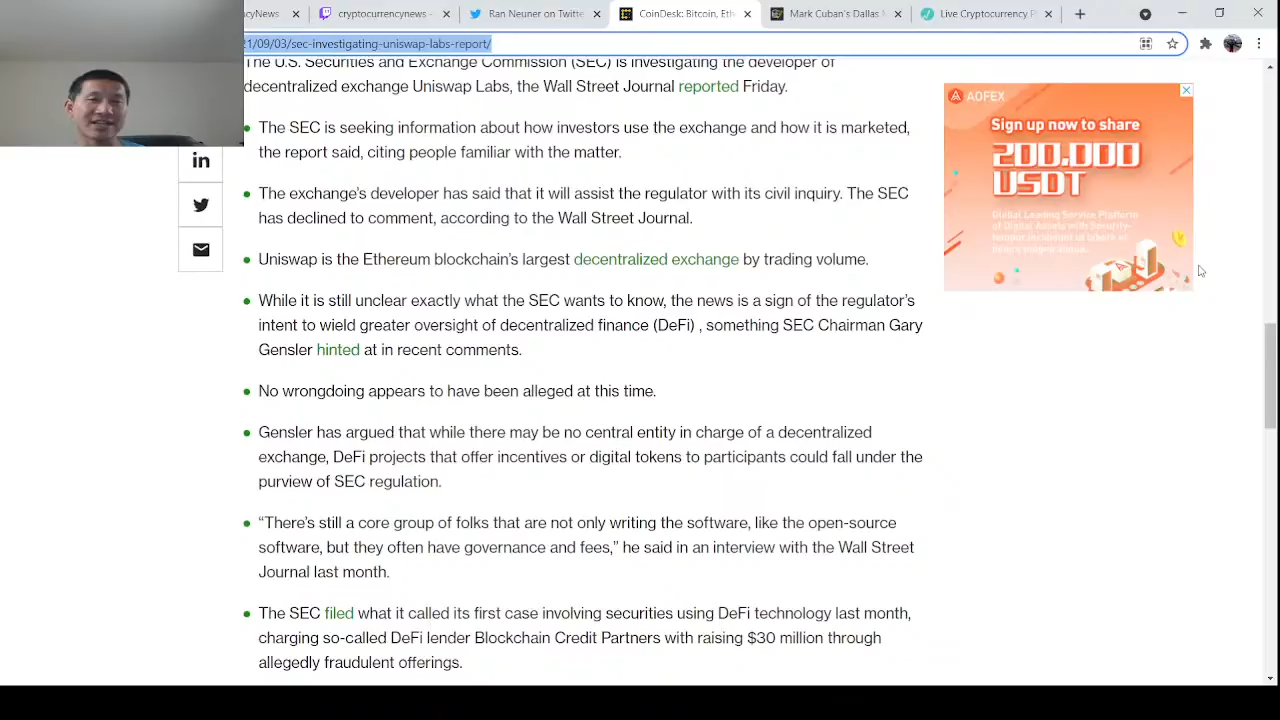 cyNews
cryptocurrencynews -
Ran Neuner on Twitte
CoinDesk: Bitcoin, Eth
Mark Cuban's Dallas M
Live Cryptocurrency P
21/09/03/sec-investigating-uniswap-labs-report/
The U.S. Securities and Exchange Commission (SEC) is investigating the developer of
decentralized exchange Uniswap Labs, the Wall Street Journal reported Friday.
The SEC is seeking information about how investors use the exchange and how it is marketed,
the report said, citing people familiar with the matter.
The exchange's developer has said that it will assist the regulator with its civil inquiry. The SEC
has declined to comment, according to the Wall Street Journal.
Uniswap is the Ethereum blockchain's largest decentralized exchange by trading volume.
While it is still unclear exactly what the SEC wants to know, the news is a sign of the regulator's
intent to wield greater oversight of decentralized finance (DeFi) , something SEC Chairman Gary
Gensler hinted at in recent comments.
No wrongdoing appears to have been alleged at this time.
Gensler has argued that while there may be no central entity in charge of a decentralized
exchange, DeFi projects that offer incentives or digital tokens to participants could fall under the
purview of SEC regulation.
“There's still a core group of folks that are not only writing the software, like the open-source
software, but they often have governance and fees,” he said in an interview with the Wall Street
Journal last month.
The SEC filed what it called its first case involving securities using DeFi technology last month,
charging so-called DeFi lender Blockchain Credit Partners with raising $30 million through
allegedly fraudulent offerings.
in
AOFEX
Sign up now to share
200,000
USDT
Global Leading Service Platform
of Digital Assets with Security-